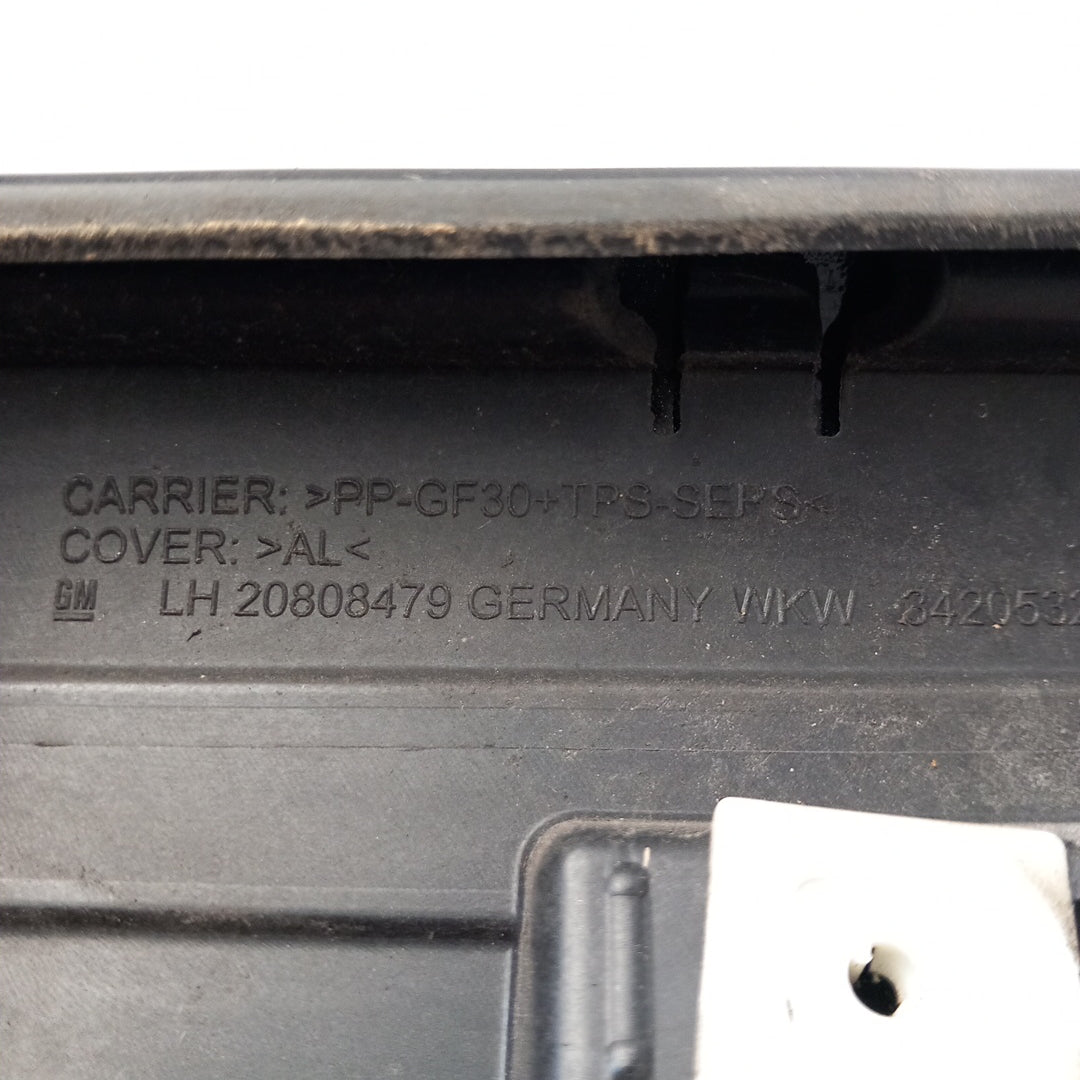 CARRIER: >PP-GF30+TPS-SEPS<
COVER: >AL<
GM LH 20808479 GERMANY WKW